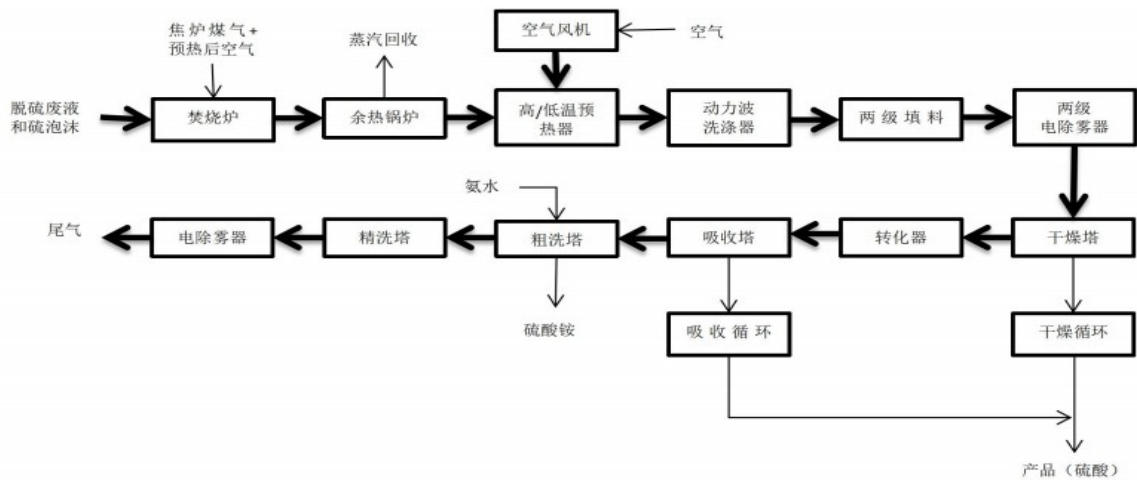 焦炉煤气+
预热后空气
蒸汽回收
空气风机
空气
脱硫废液
和硫泡沫
焚烧炉
余热锅炉
高/低温预
热器
动力波
洗涤器
两级填料
两级
电除雾器
氨水
尾气
电除雾器
精洗塔
粗洗塔
吸收塔
转化器
干燥塔
硫酸铵
吸收循环
干燥循环
产品（硫酸）